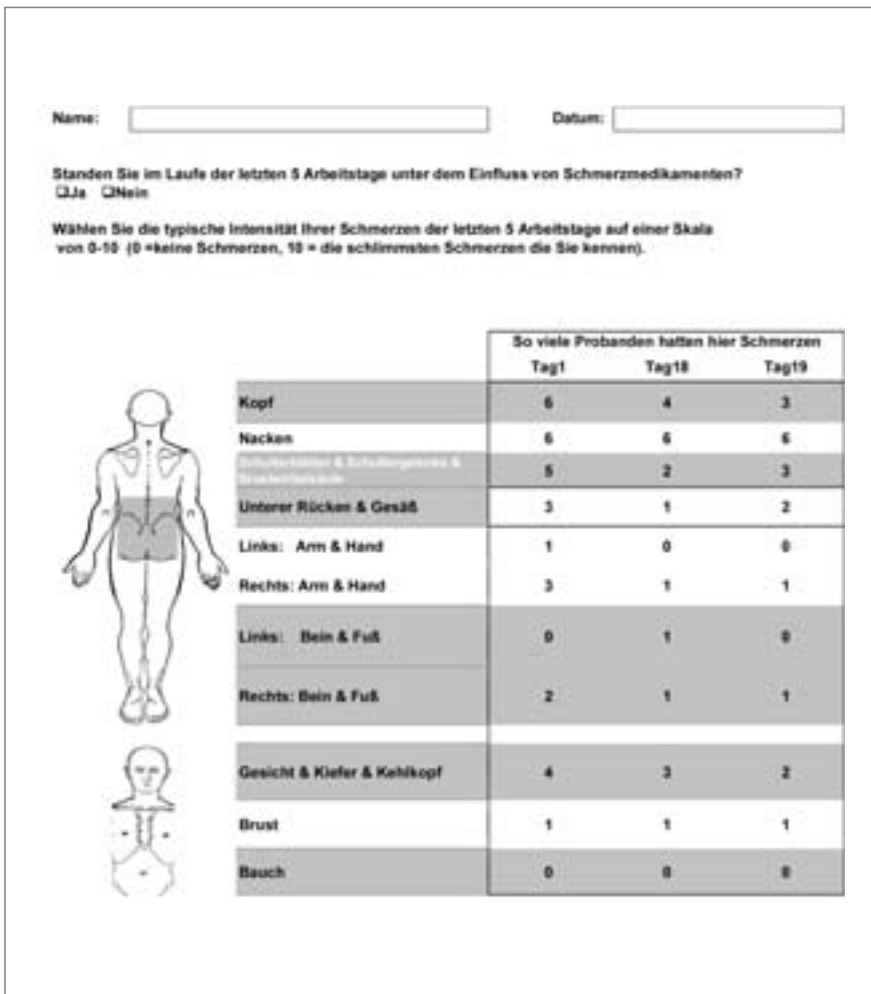 Name: Datum:
Standen Sie im Laufe der letzten 5 Arbeitstage unter dem Einfluss von Schmerzmedikamenten?
❑Ja ❑Nein
Wählen Sie die typische Intensität Ihrer Schmerzen der letzten 5 Arbeitstage auf einer Skala
von 0-10 (0 =keine Schmerzen, 10 = die schlimmsten Schmerzen die Sie kennen).
So viele Probanden hatten hier Schmerzen
Tag1 Tag18 Tag19
Kopf 6 4 3
Nacken 6 6 6
5 2 3
Unterer Rücken & Gesäß 3 1 2
Links: Arm & Hand 1 0 0
Rechts: Arm & Hand 3 1 1
Links: Bein & Fuß 0 1 0
Rechts: Bein & Fuß 2 1 1
Gesicht & Kiefer & Kehlkopf 4 3 2
Brust 1 1 1
Bauch 0 0 0